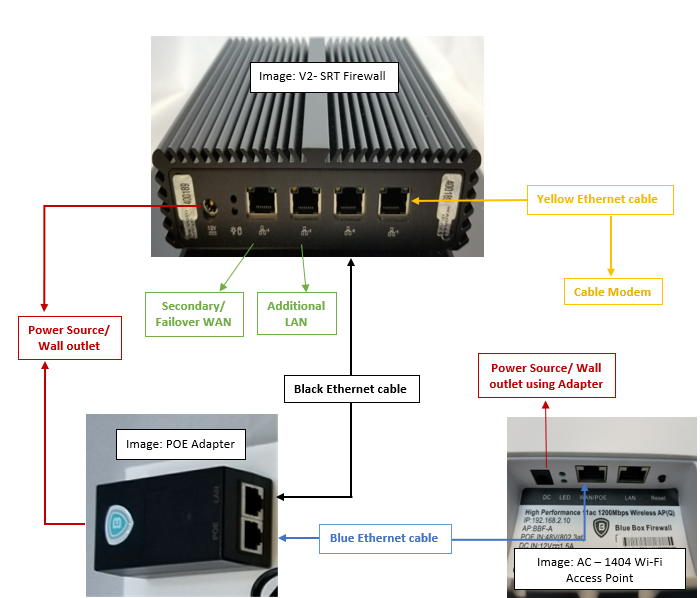 Image: V2- SRT Firewall
400189
Yellow Ethernet cable
Cable Modem
Secondary/
Failover WAN
Additional
LAN
Power Source/
Wall outlet
Black Ethernet cable
Power Source/ Wall
outlet using Adapter
Image: POE Adapter
LAN
POE
B
Blue Ethernet cable
DC LED WAN/POE LAN Reset
High Performance 11ac 1200Mbps Wireless AP(Q)
IP:192.168.2.10
AP:BBF-A
POE IN:48V(802.3at)
DC IN:12V⎓1.5A
B Blue Box Firewall
Image: AC – 1404 Wi-Fi
Access Point